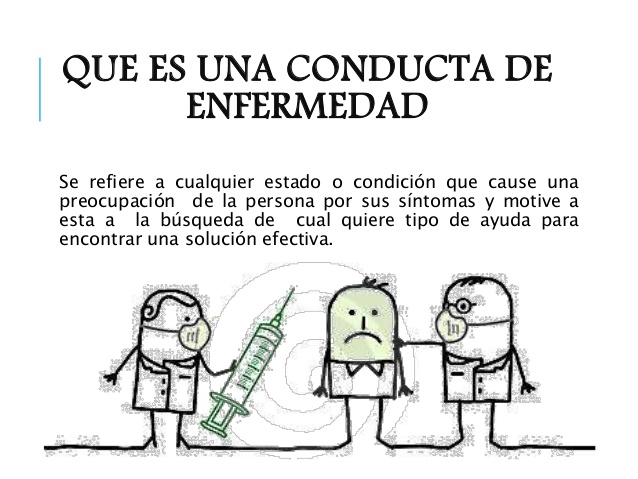 QUE ES UNA CONDUCTA DE
ENFERMEDAD
Se refiere a cualquier estado o condición que cause una
preocupación de la persona por sus síntomas y motive a
esta a la búsqueda de cual quiere tipo de ayuda para
encontrar una solución efectiva.